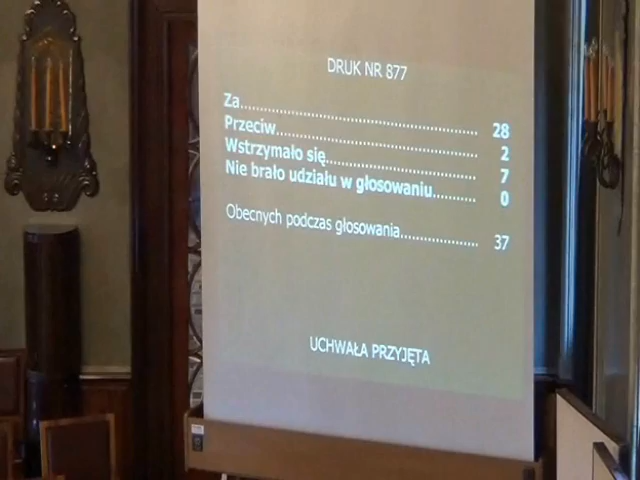 DRUK NR 877
Za........................................................ 28
Przeciw................................................ 2
Wstrzymało się................................... 7
Nie brało udziału w głosowaniu.......... 0
Obecnych podczas głosowania.................. 37
UCHWAŁA PRZYJĘTA